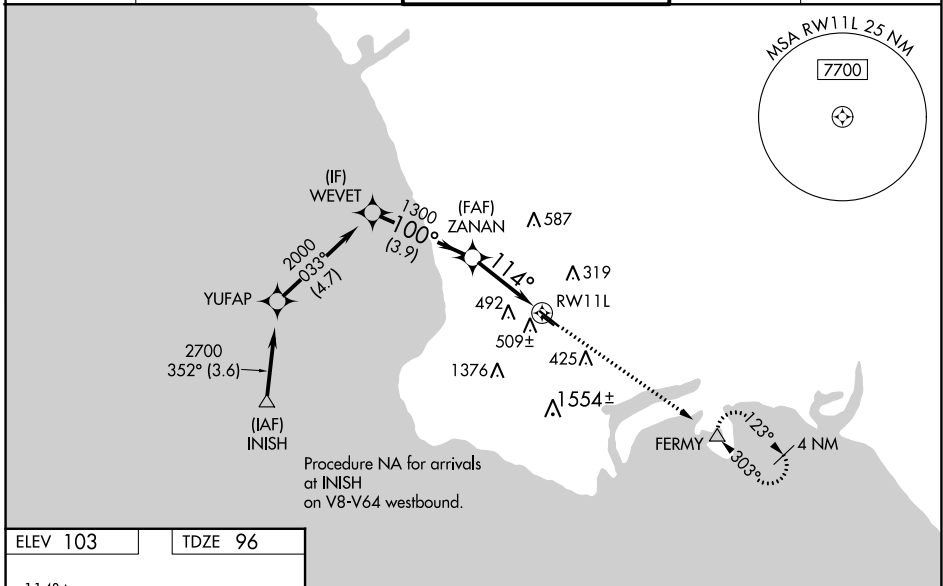 MSA RW11L 25 NM
7700
(IF)
WEVET
1300
100°
(3.9)
(FAF)
ZANAN
587
2000
033°
(4.7)
114°
319
YUFAP
492
RW11L
509±
2700
352° (3.6)
1376
425
1554±
(IAF)
INISH
FERMY
123°
4 NM
303°
Procedure NA for arrivals
at INISH
on V8-V64 westbound.
ELEV 103
TDZE 96